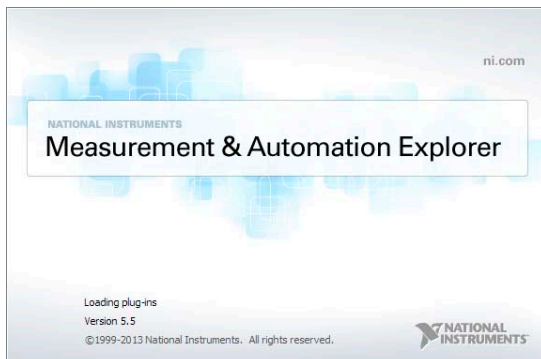 ni.com
NATIONAL INSTRUMENTS
Measurement & Automation Explorer
Loading plug-ins
Version 5.5
©1999-2013 National Instruments. All rights reserved.
NATIONAL
INSTRUMENTS